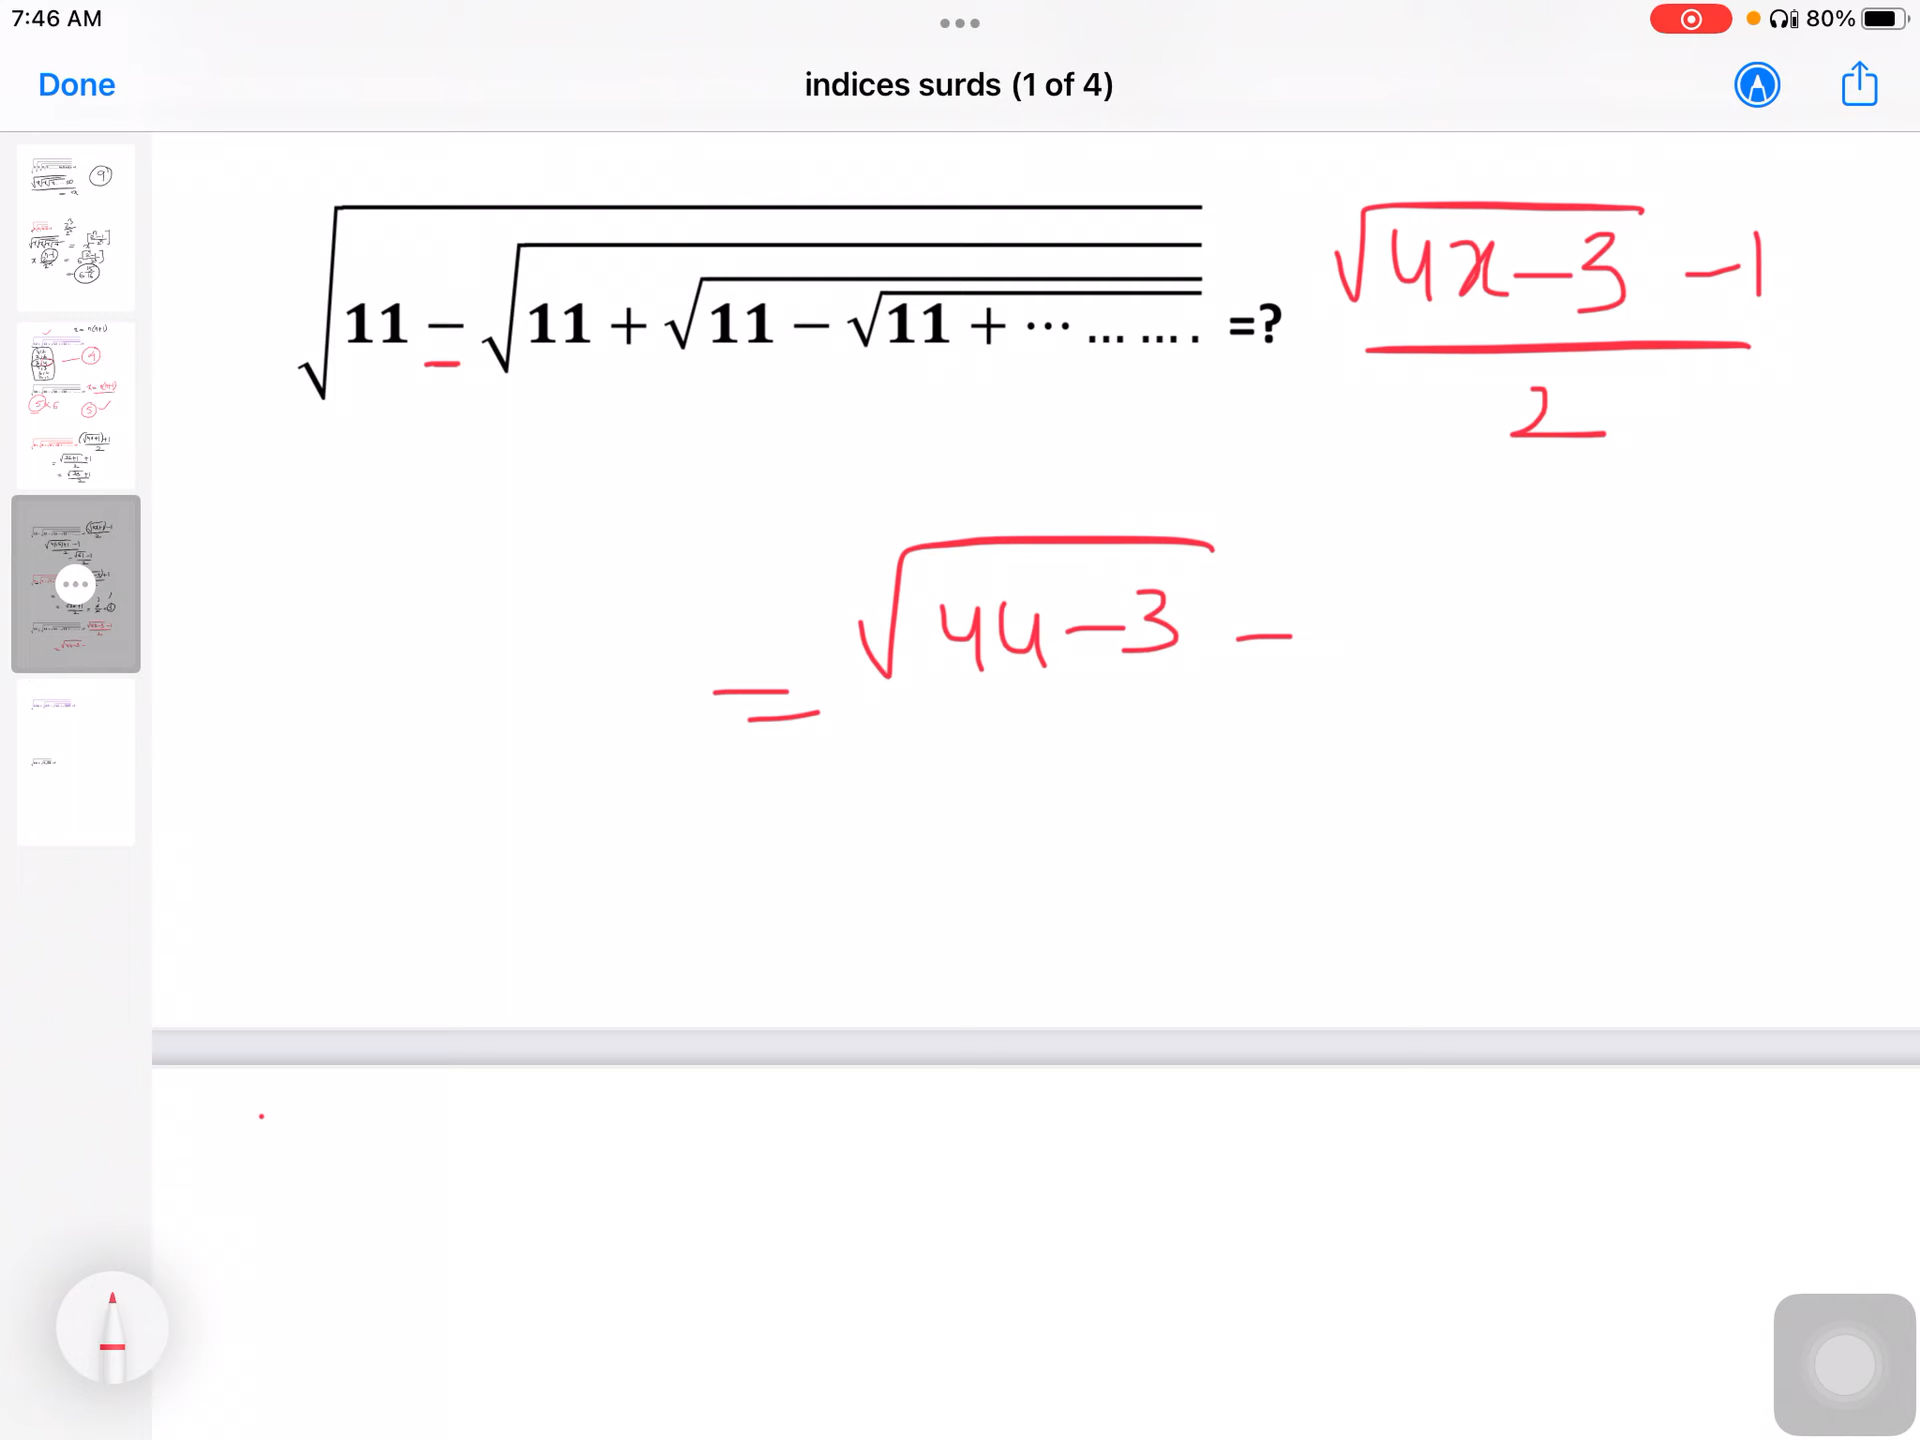 7:46 AM
80%
Done
indices surds (1 of 4)
√11 − √11 + √11 − √11 + ⋯ … … . =?
√4x−3 −1
2
= √44−3 −